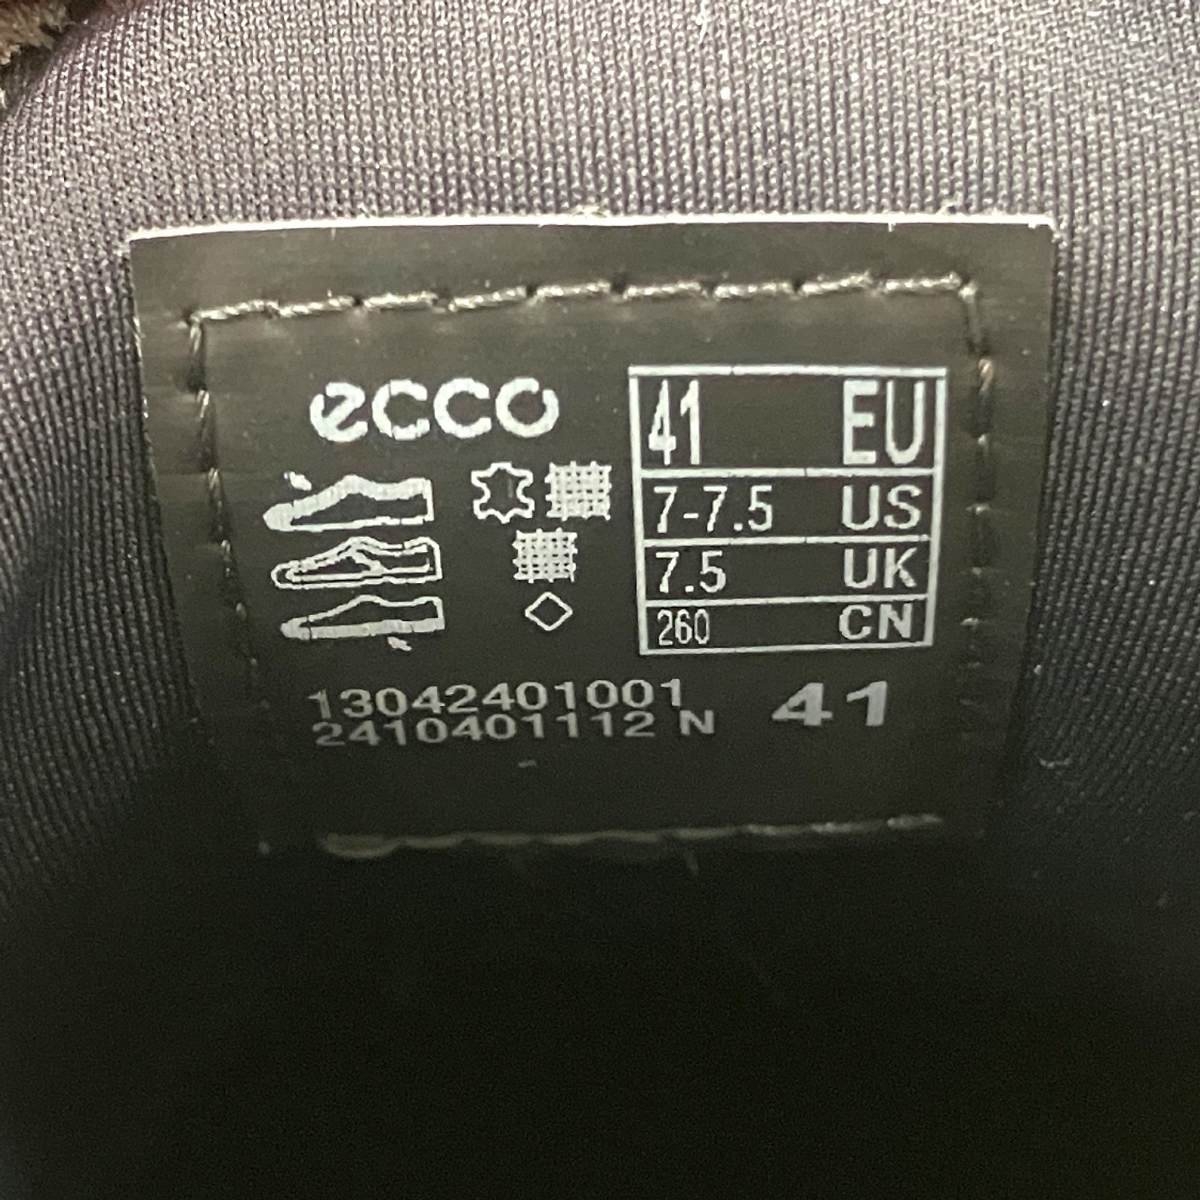 ecco
41 EU
7-7.5 US
7.5 UK
260 CN
13042401001
2410401112 N
41